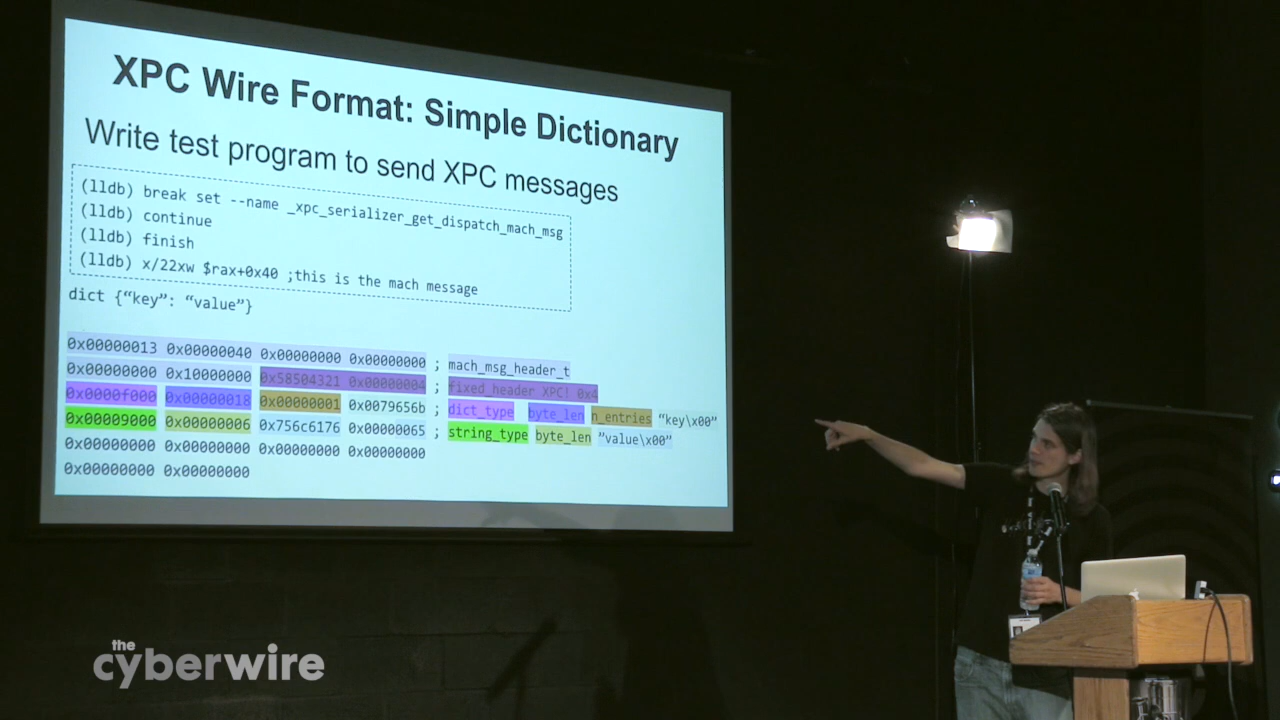 XPC Wire Format: Simple Dictionary
Write test program to send XPC messages
(lldb) break set --name _xpc_serializer_get_dispatch_mach_msg
(lldb) continue
(lldb) finish
(lldb) x/22xw $rax+0x40 ;this is the mach message
dict {“key”: “value”}
0x00000013 0x00000040 0x00000000 0x00000000 ; mach_msg_header_t
0x00000000 0x10000000 0x58504321 0x00000004 ; fixed_header XPC! 0x4
0x0000f000 0x00000018 0x00000001 0x0079656b ; dict_type byte_len n_entries “key\x00”
0x00009000 0x00000006 0x756c6176 0x00000065 ; string_type byte_len ”value\x00”
0x00000000 0x00000000 0x00000000 0x00000000
0x00000000 0x00000000
the
cyberwire